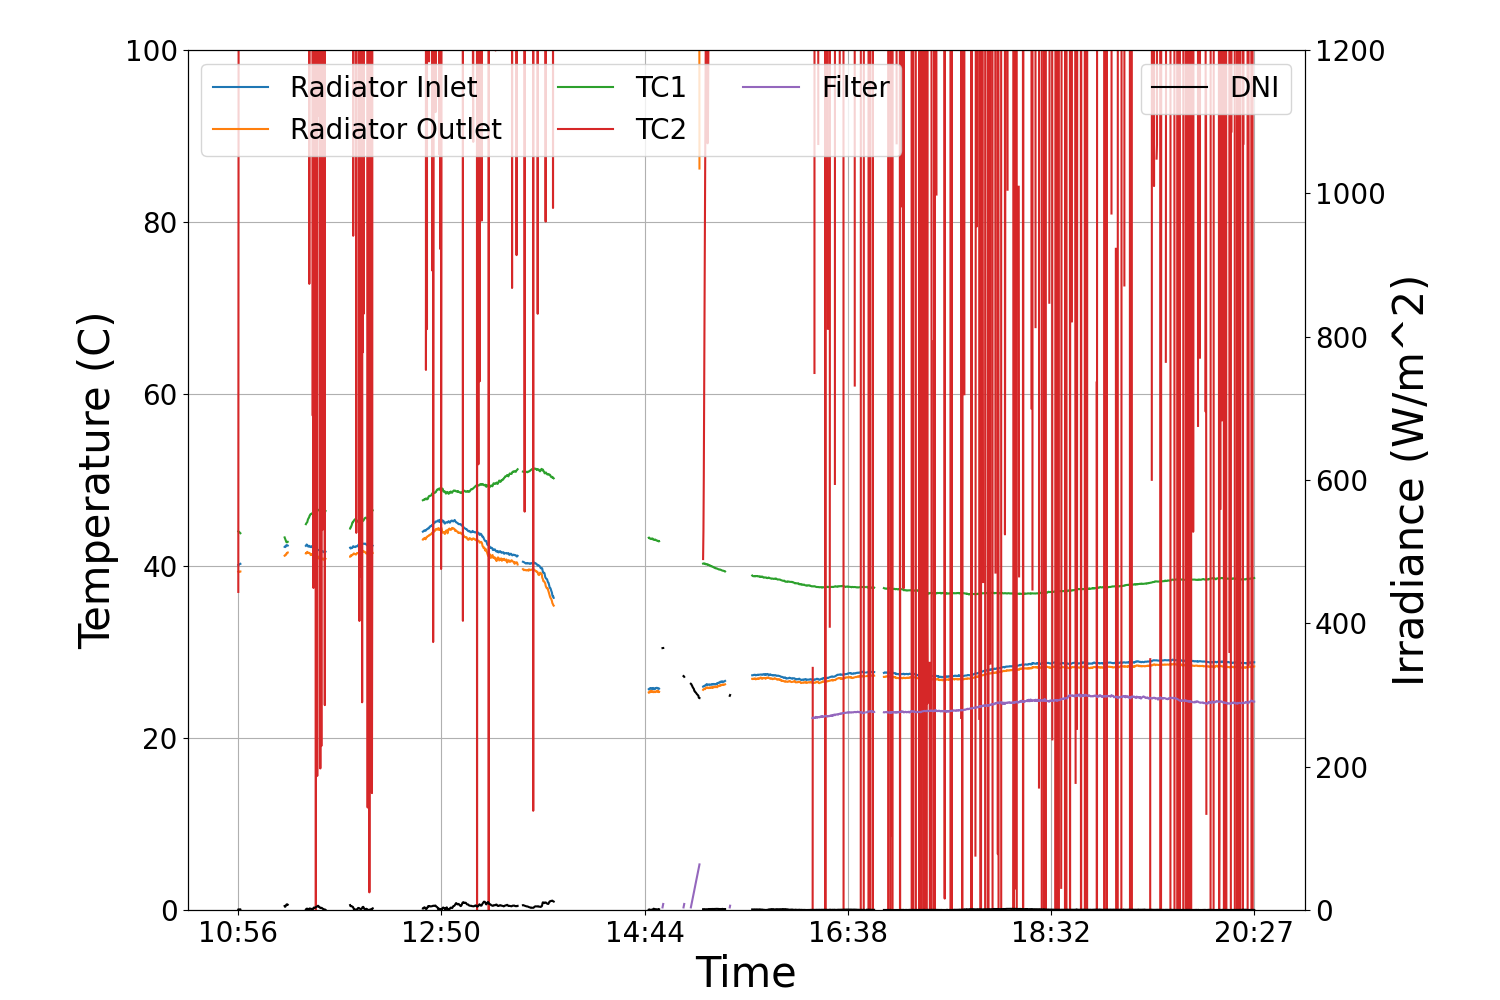 100
80
60
40
20
0
Temperature (C)
Radiator Inlet
Radiator Outlet
TC1
TC2
Filter
DNI
1200
1000
800
600
400
200
0
Irradiance (W/m^2)
10:56
12:50
14:44
16:38
18:32
20:27
Time